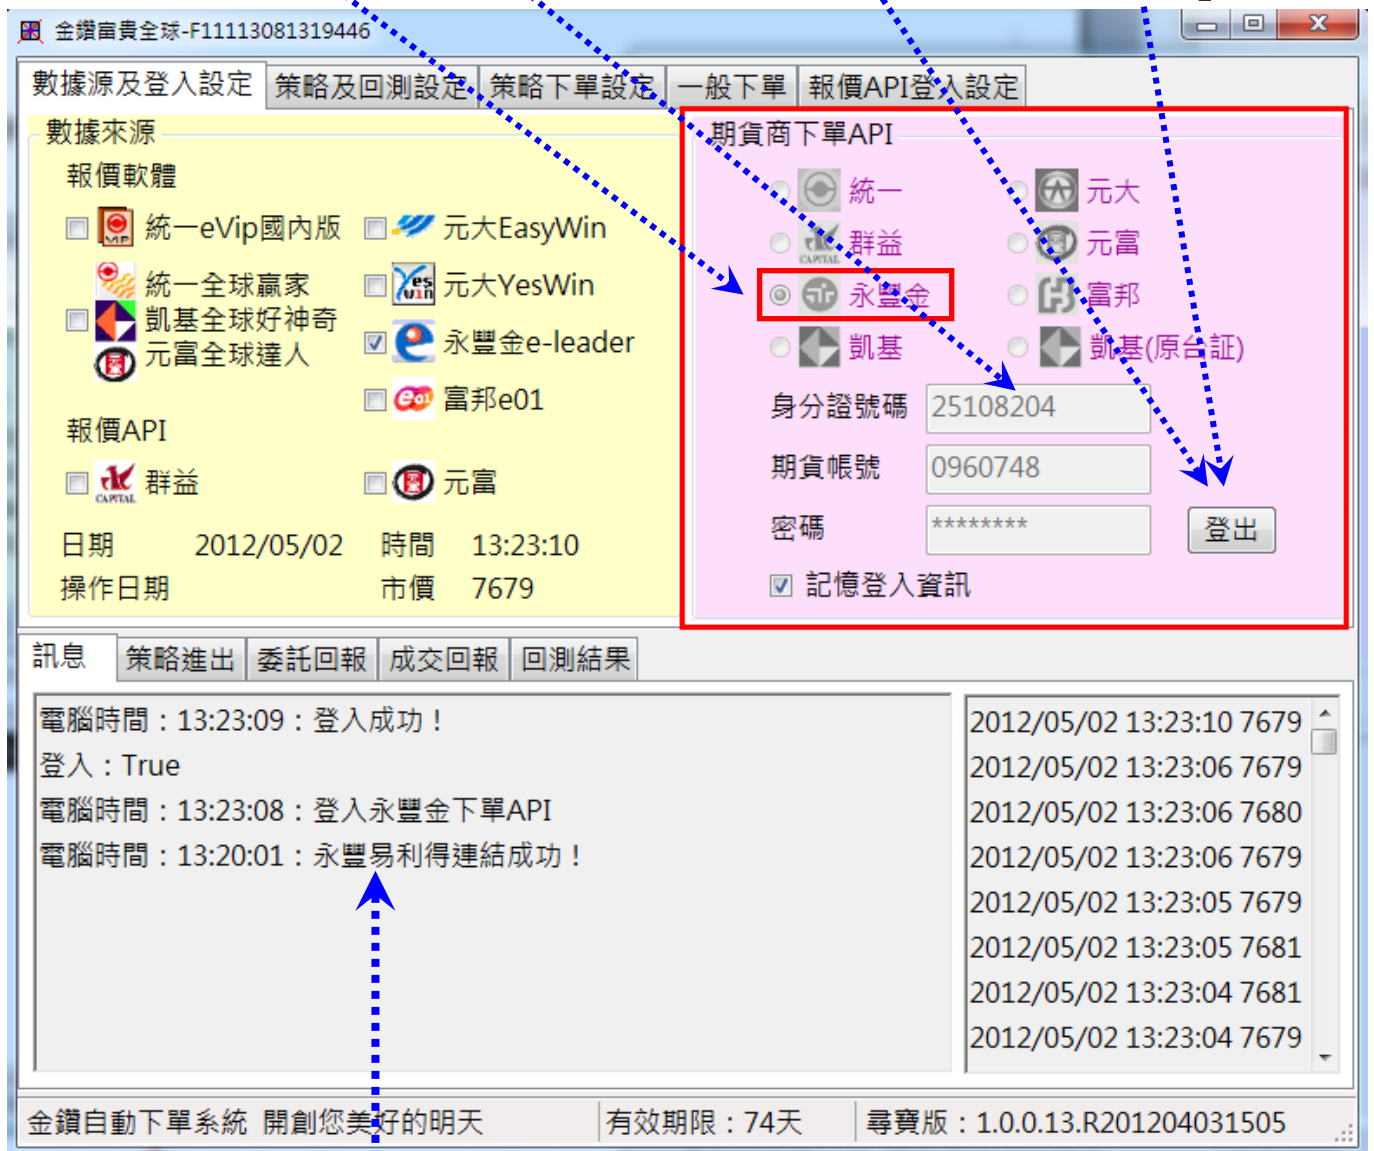 金鑽富貴全球-F11113081319446
數據源及登入設定 策略及回測設定 策略下單設定 一般下單 報價API登入設定
數據來源
報價軟體
統一eVip國內版 元大EasyWin
統一全球贏家 元大YesWin
凱基全球好神奇
元富全球達人 永豐金e-leader
富邦e01
報價API
群益 元富
日期 2012/05/02 時間 13:23:10
操作日期 市價 7679
期貨商下單API
統一 元大
群益 元富
永豐金 富邦
凱基 凱基(原台証)
身分證號碼 25108204
期貨帳號 0960748
密碼 ******** 登出
記憶登入資訊
訊息 策略進出 委託回報 成交回報 回測結果
電腦時間：13:23:09：登入成功！
登入：True
電腦時間：13:23:08：登入永豐金下單API
電腦時間：13:20:01：永豐易利得連結成功！
2012/05/02 13:23:10 7679
2012/05/02 13:23:06 7679
2012/05/02 13:23:06 7680
2012/05/02 13:23:06 7679
2012/05/02 13:23:05 7679
2012/05/02 13:23:05 7681
2012/05/02 13:23:04 7681
2012/05/02 13:23:04 7679
金鑽自動下單系統 開創您美好的明天 有效期限：74天 尋寶版：1.0.0.13.R201204031505